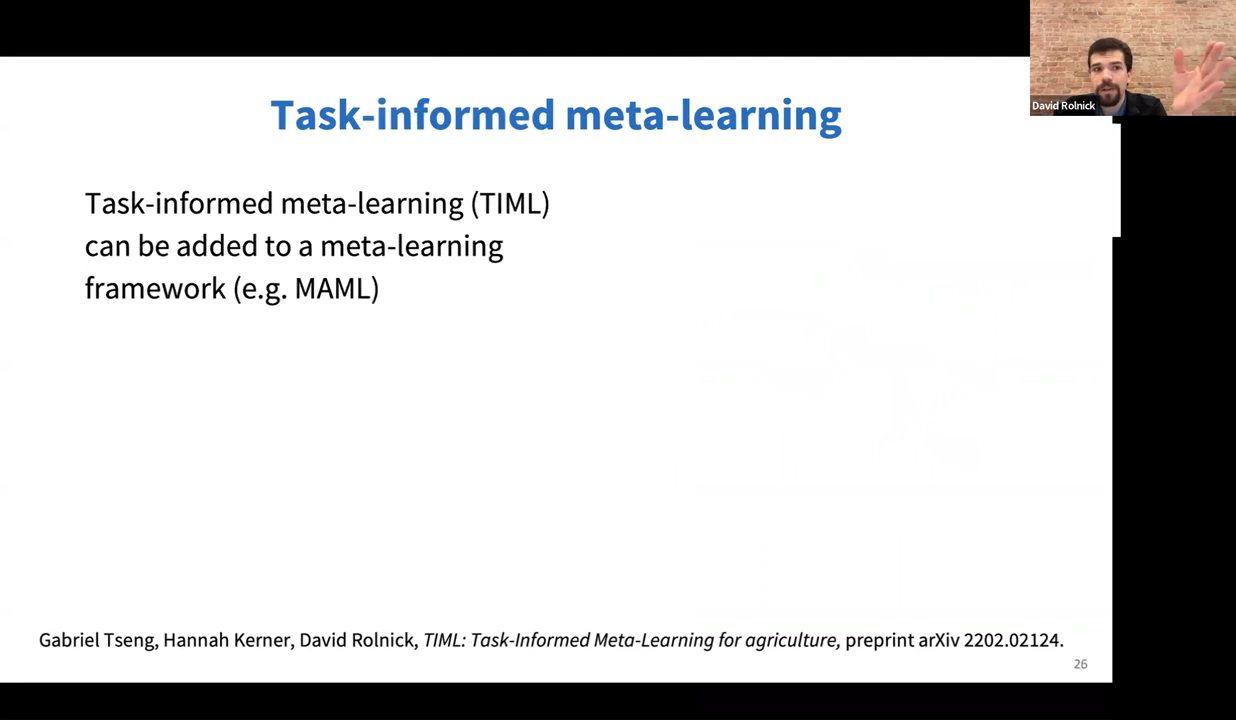 Task-informed meta-learning
David Rolnick
Task-informed meta-learning (TIML)
can be added to a meta-learning
framework (e.g. MAML)
Gabriel Tseng, Hannah Kerner, David Rolnick, TIML: Task-Informed Meta-Learning for agriculture, preprint arXiv 2202.02124.
26